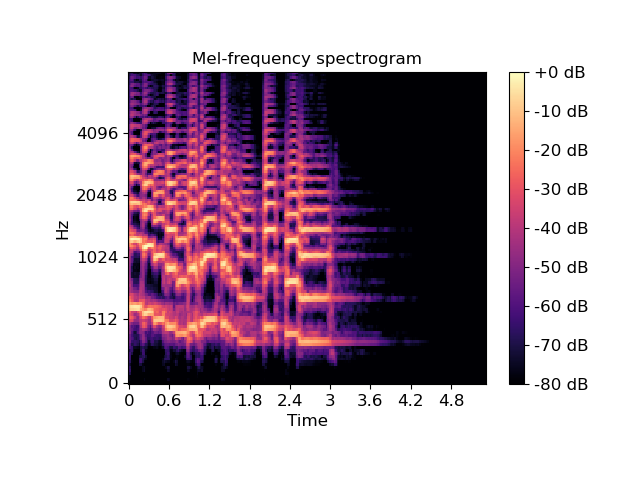 Mel-frequency spectrogram
+0 dB
4096
-10 dB
-20 dB
2048
-30 dB
Hz
1024
-40 dB
-50 dB
512
-60 dB
-70 dB
0
-80 dB
0 0.6 1.2 1.8 2.4 3 3.6 4.2 4.8
Time